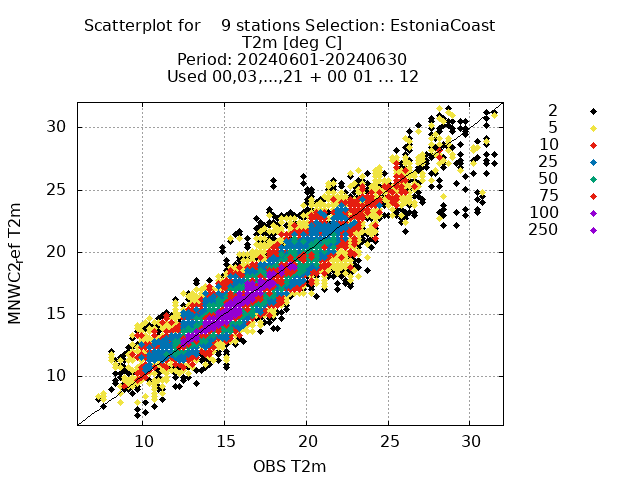 Scatterplot for 9 stations Selection: EstoniaCoast
T2m [deg C]
Period: 20240601-20240630
Used 00,03,...,21 + 00 01 ... 12
2
5
10
25
50
75
100
250
30
25
20
15
10
MNWC2_ef T2m
10 15 20 25 30
OBS T2m